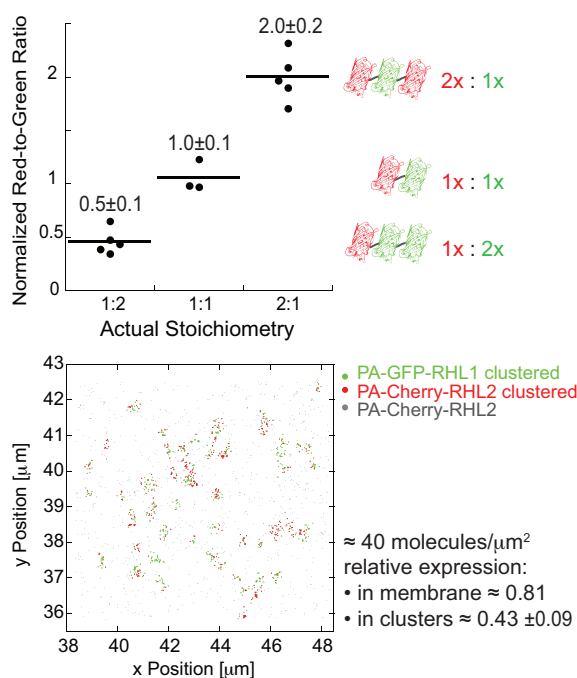 Normalized Red-to-Green Ratio
2
1
0.5
0
0.5±0.1
1.0±0.1
2.0±0.2
1:2
1:1
2:1
Actual Stoichiometry
2x : 1x
1x : 1x
1x : 2x
y Position [μm]
43
42
41
40
39
38
37
36
38
40
42
44
46
48
x Position [μm]
PA-GFP-RHL1 clustered
PA-Cherry-RHL2 clustered
PA-Cherry-RHL2
≈ 40 molecules/μm²
relative expression:
• in membrane ≈ 0.81
• in clusters ≈ 0.43 ±0.09